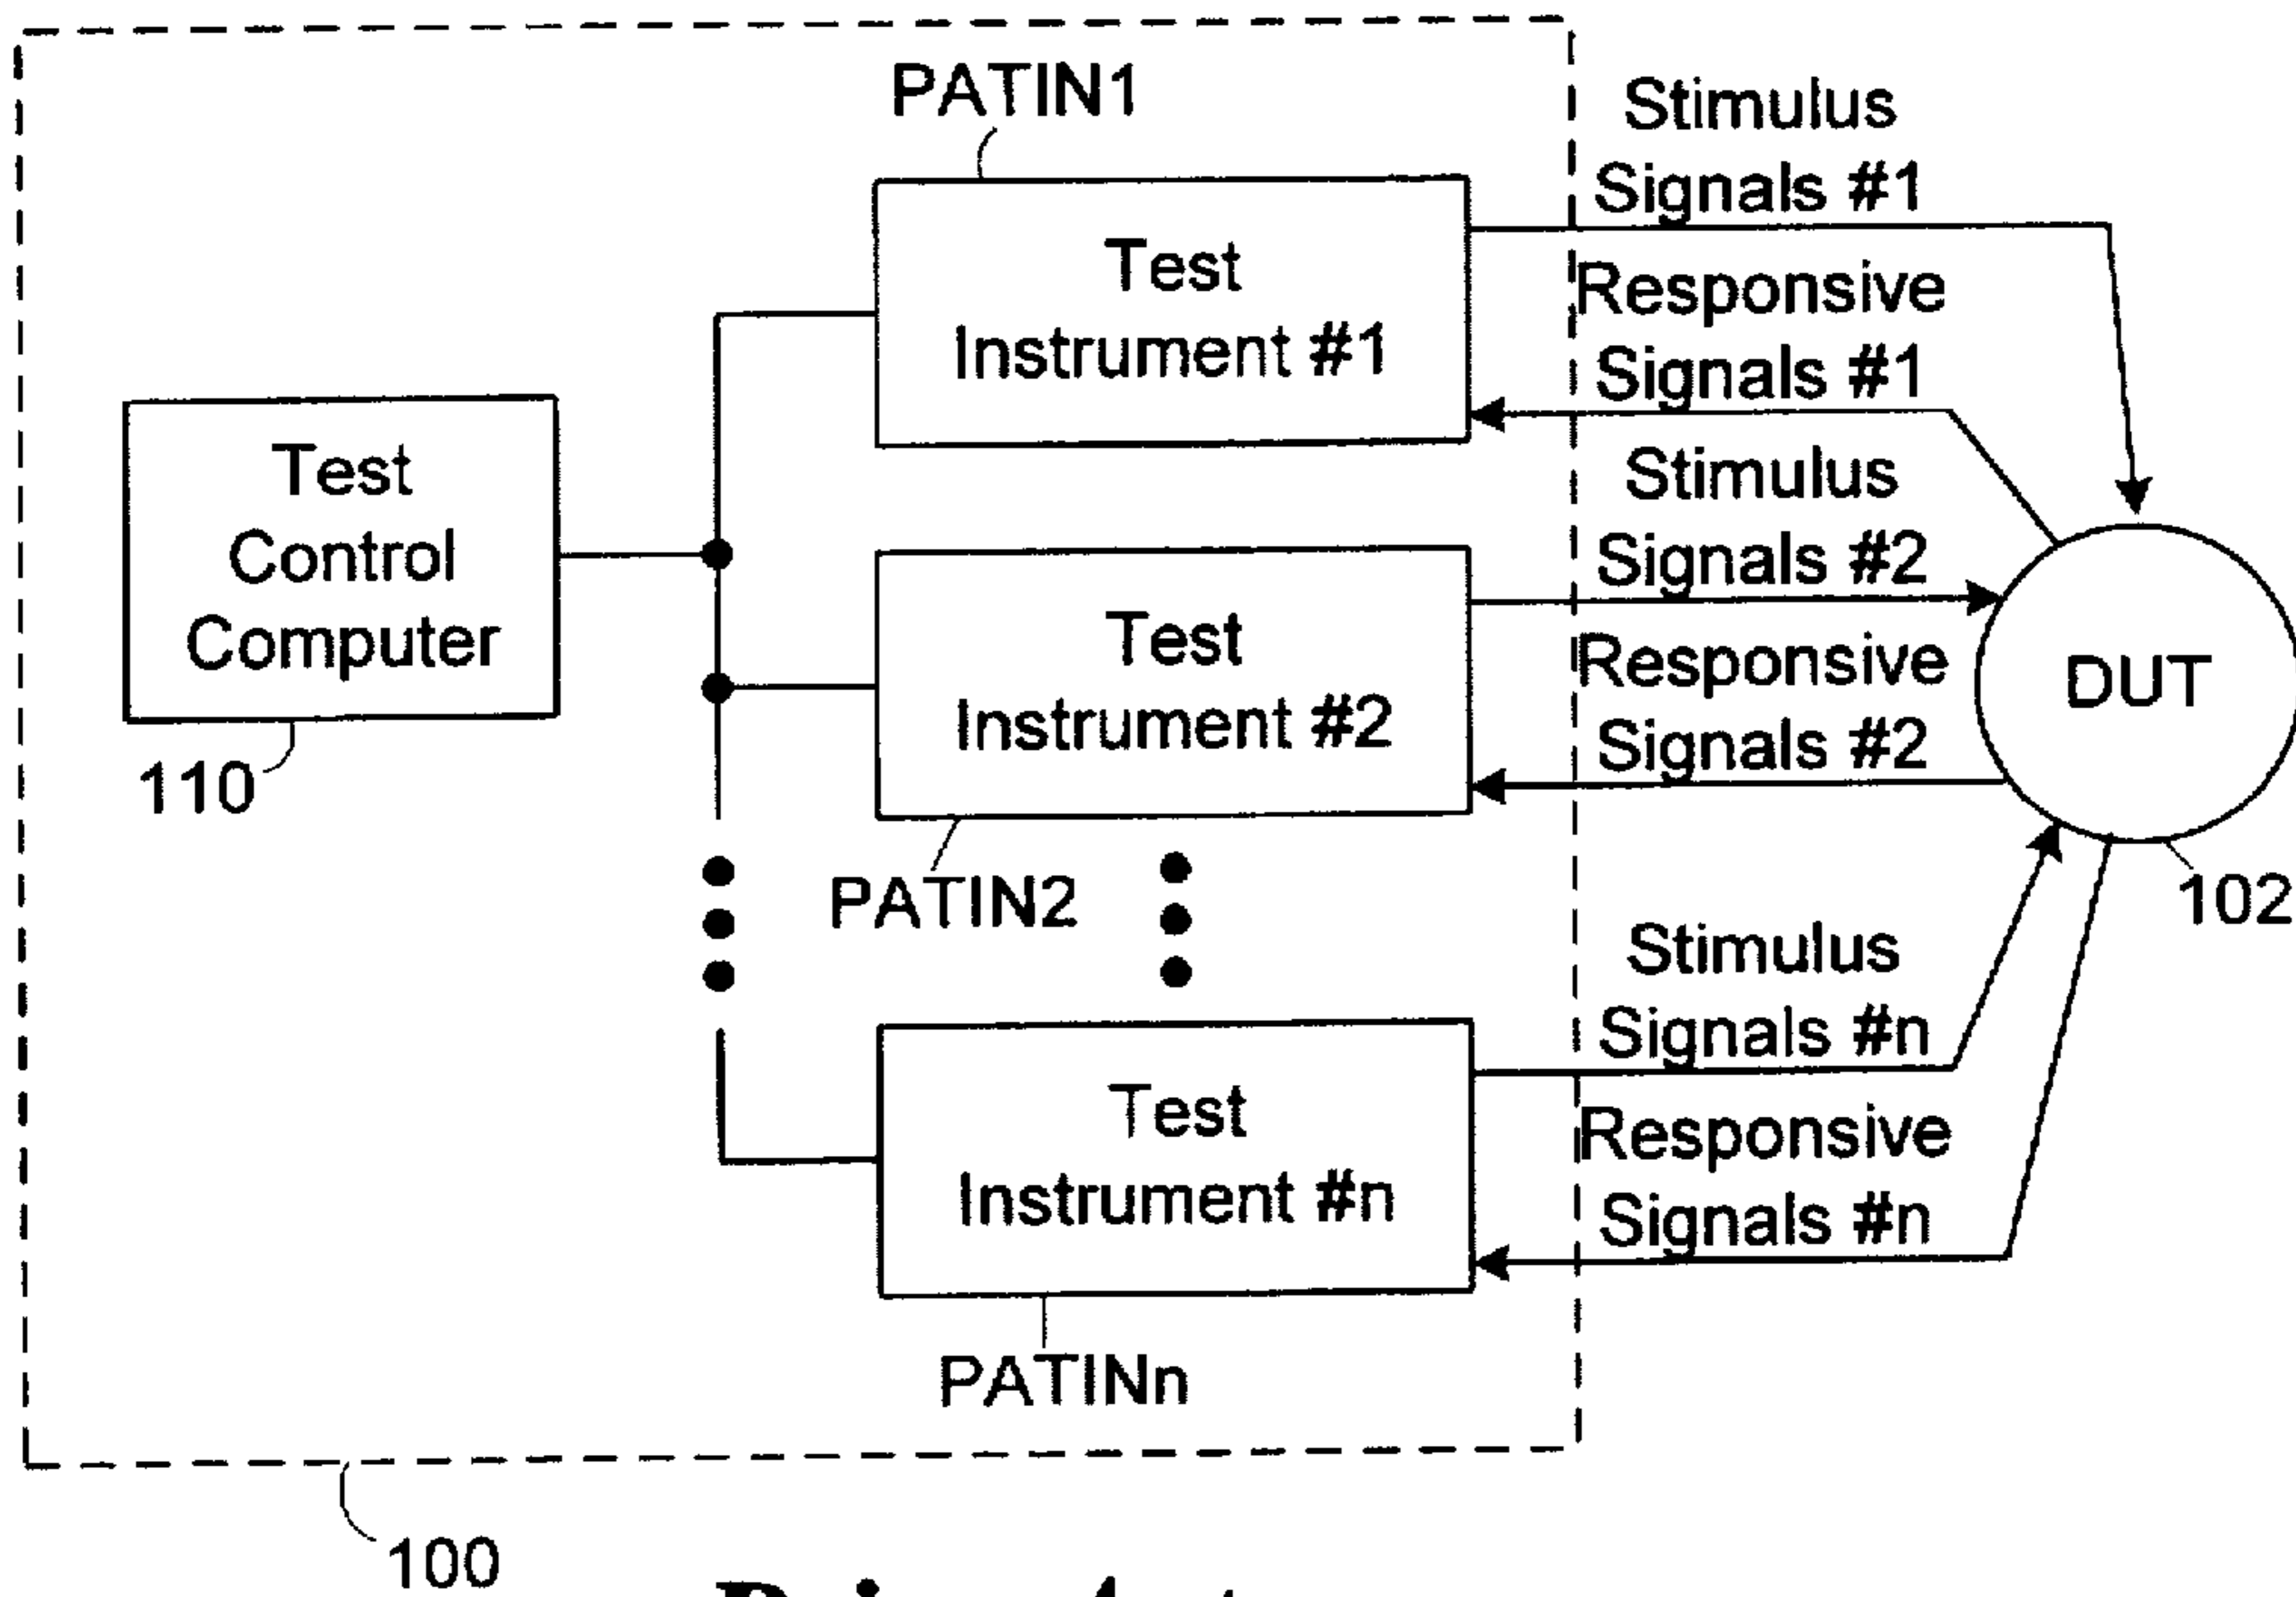 PATIN1
Stimulus
Signals #1
Test
Instrument #1
Responsive
Signals #1
Test
Control
Computer
110
Stimulus
Signals #2
Test
Instrument #2
Responsive
Signals #2
DUT
PATIN2
102
Stimulus
Signals #n
Test
Instrument #n
Responsive
Signals #n
PATINn
100